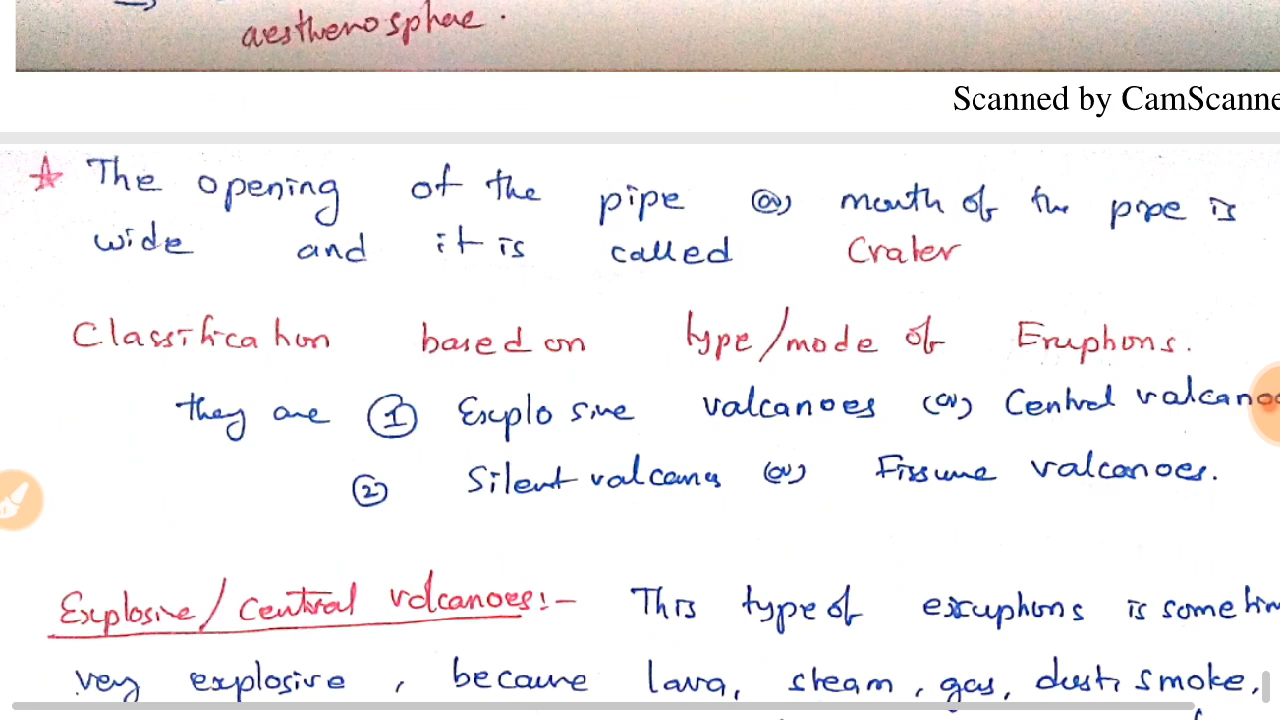 aesthenosphere.
Scanned by CamScanne
☆ The opening of the pipe (or) mouth of the pipe is
wide and it is called Crater
Classification based on type/mode of Eruptions.
they are ① Explosive valcanoes (or) Central valcanoe
② Silent valcanoes (or) Fissure valcanoes.
Explosive/Central volcanoes:- This type of exruptions is sometim
very explosive, because lava, steam, gas, dust, smoke,